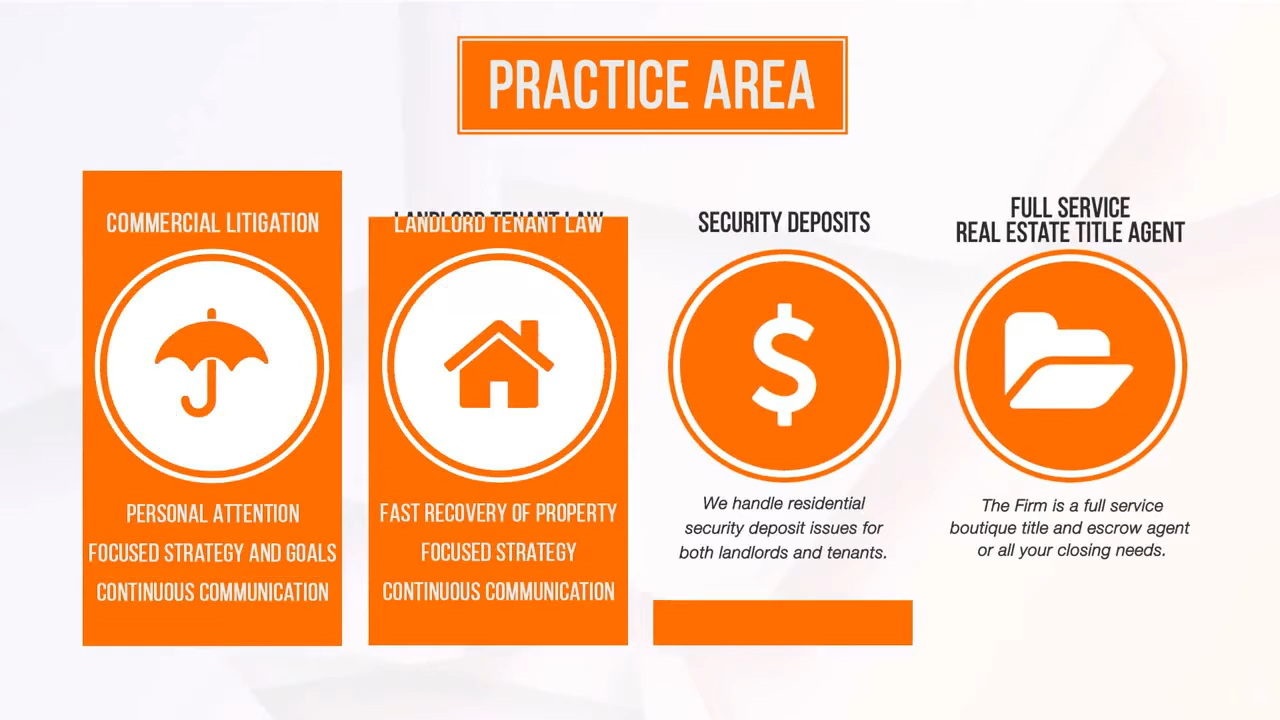 PRACTICE AREA
COMMERCIAL LITIGATION
PERSONAL ATTENTION
FOCUSED STRATEGY AND GOALS
CONTINUOUS COMMUNICATION
LANDLORD TENANT LAW
FAST RECOVERY OF PROPERTY
FOCUSED STRATEGY
CONTINUOUS COMMUNICATION
SECURITY DEPOSITS
$
We handle residential
security deposit issues for
both landlords and tenants.
FULL SERVICE
REAL ESTATE TITLE AGENT
The Firm is a full service
boutique title and escrow agent
or all your closing needs.